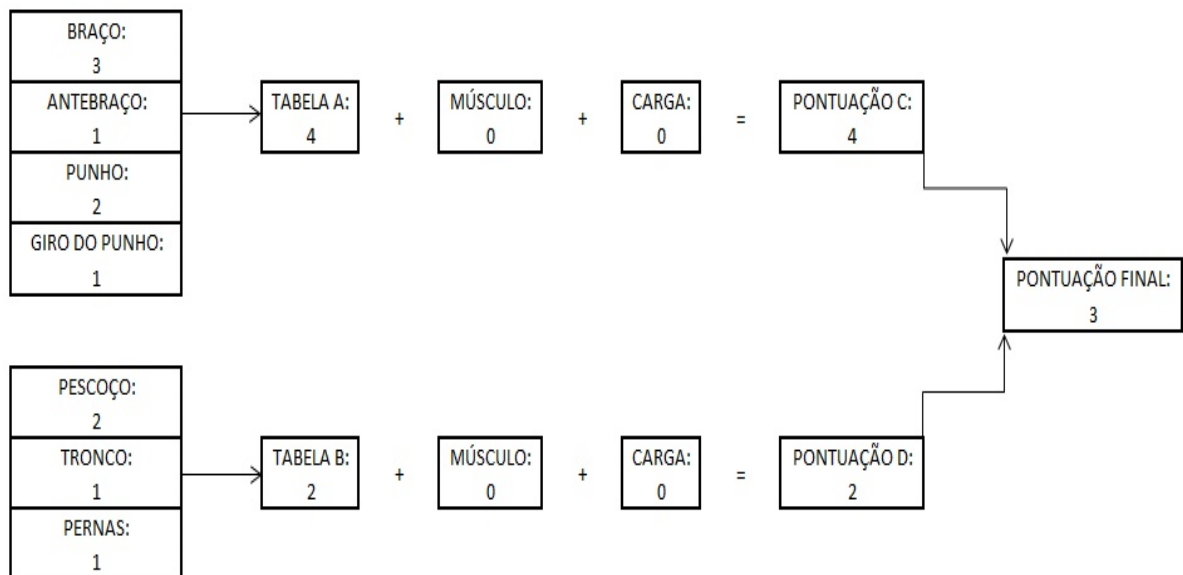 BRAÇO:
3
ANTEBRAÇO:
1
PUNHO:
2
GIRO DO PUNHO:
1
TABELA A:
4
+
MÚSCULO:
0
+
CARGA:
0
=
PONTUAÇÃO C:
4
PONTUAÇÃO FINAL:
3
PESCOÇO:
2
TRONCO:
1
PERNAS:
1
TABELA B:
2
+
MÚSCULO:
0
+
CARGA:
0
=
PONTUAÇÃO D:
2